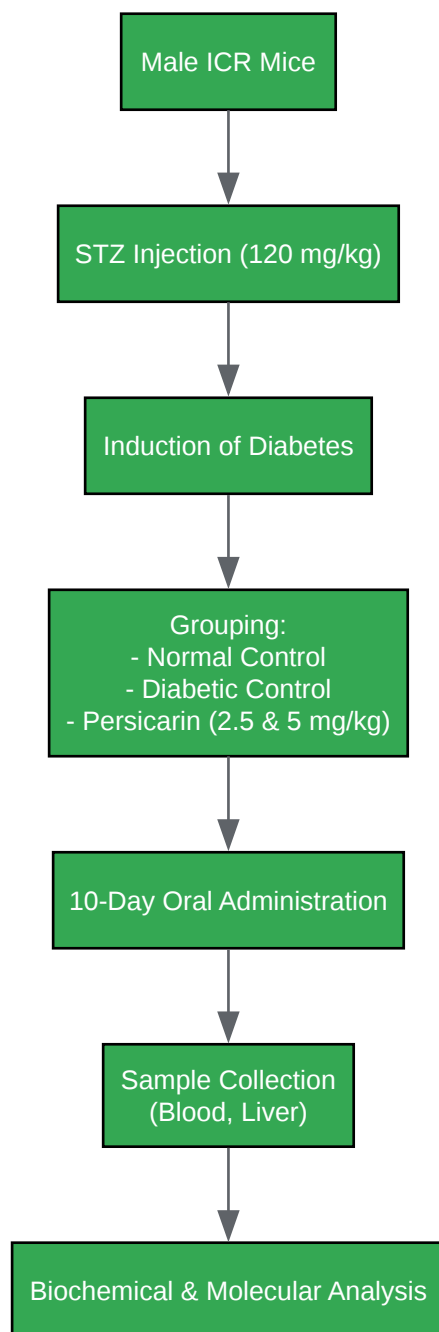 Male ICR Mice
STZ Injection (120 mg/kg)
Induction of Diabetes
Grouping:
- Normal Control
- Diabetic Control
- Persicarin (2.5 & 5 mg/kg)
10-Day Oral Administration
Sample Collection
(Blood, Liver)
Biochemical & Molecular Analysis